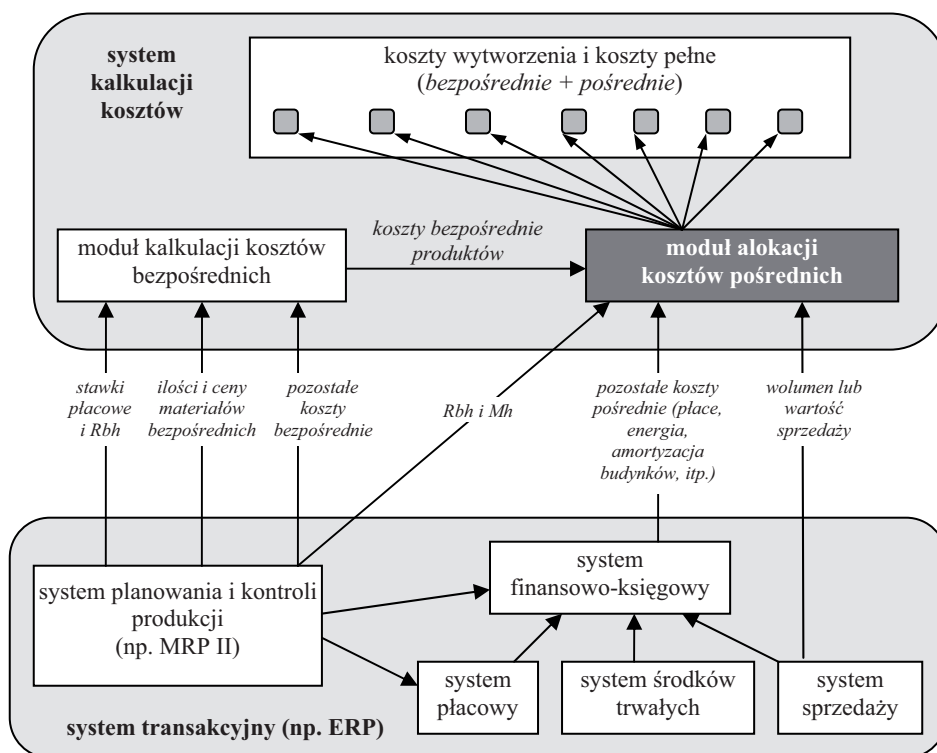 system
kalkulacji
kosztów
koszty wytworzenia i koszty pełne
(bezpośrednie + pośrednie)
moduł kalkulacji kosztów
bezpośrednich
koszty bezpośrednie
produktów
moduł alokacji
kosztów pośrednich
stawki
płacowe
i Rbh
ilości i ceny
materiałów
bezpośrednich
pozostałe
koszty
bezpośrednie
Rbh i Mh
pozostałe koszty
pośrednie (płace,
energia,
amortyzacja
budynków, itp.)
wolumen lub
wartość
sprzedaży
system planowania i kontroli
produkcji
(np. MRP II)
system
finansowo-księgowy
system
płacowy
system środków
trwałych
system
sprzedaży
system transakcyjny (np. ERP)